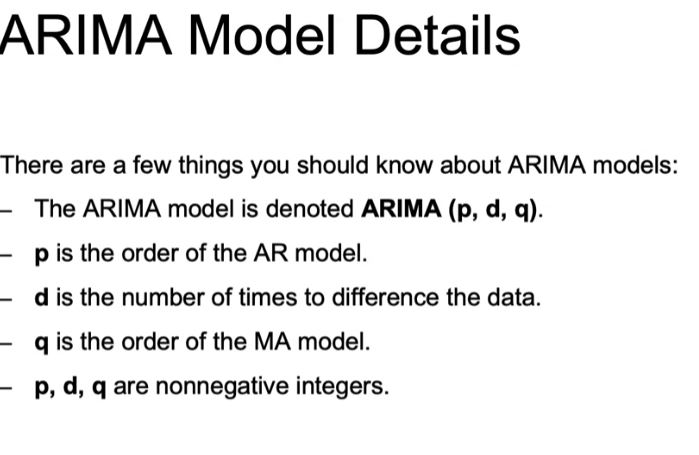 ARIMA Model Details
There are a few things you should know about ARIMA models:
– The ARIMA model is denoted ARIMA (p, d, q).
– p is the order of the AR model.
– d is the number of times to difference the data.
– q is the order of the MA model.
– p, d, q are nonnegative integers.